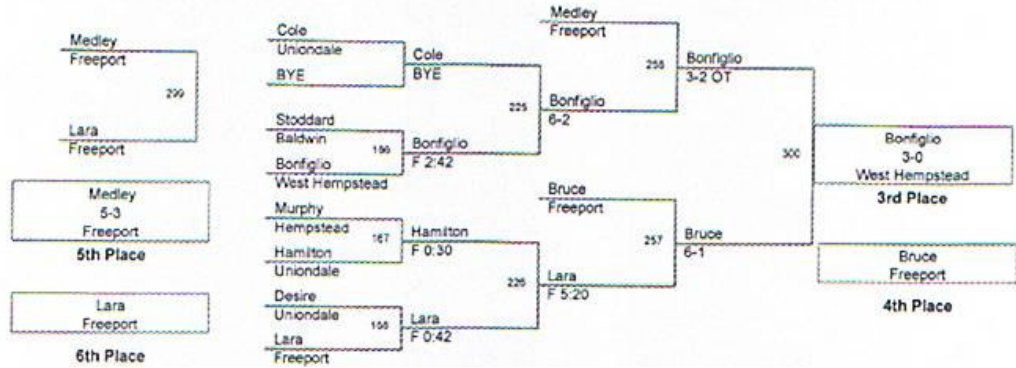 Medley
Freeport
299
Lara
Freeport
Medley
5-3
Freeport
5th Place
Lara
Freeport
6th Place
Cole
Uniondale
BYE
Stoddard
Baldwin
166
Bonfiglio
West Hempstead
Murphy
Hempstead
167
Hamilton
Uniondale
Desire
Uniondale
168
Lara
Freeport
Cole
BYE
225
Bonfiglio
F 2:42
Hamilton
F 0:30
226
Lara
F 0:42
Medley
Freeport
256
Bonfiglio
6-2
Bruce
Freeport
257
Lara
F 5:20
Bonfiglio
3-2 OT
300
Bruce
6-1
Bonfiglio
3-0
West Hempstead
3rd Place
Bruce
Freeport
4th Place